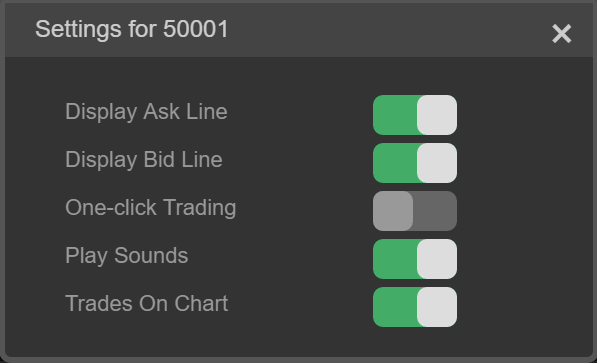 Settings for 50001
Display Ask Line
Display Bid Line
One-click Trading
Play Sounds
Trades On Chart